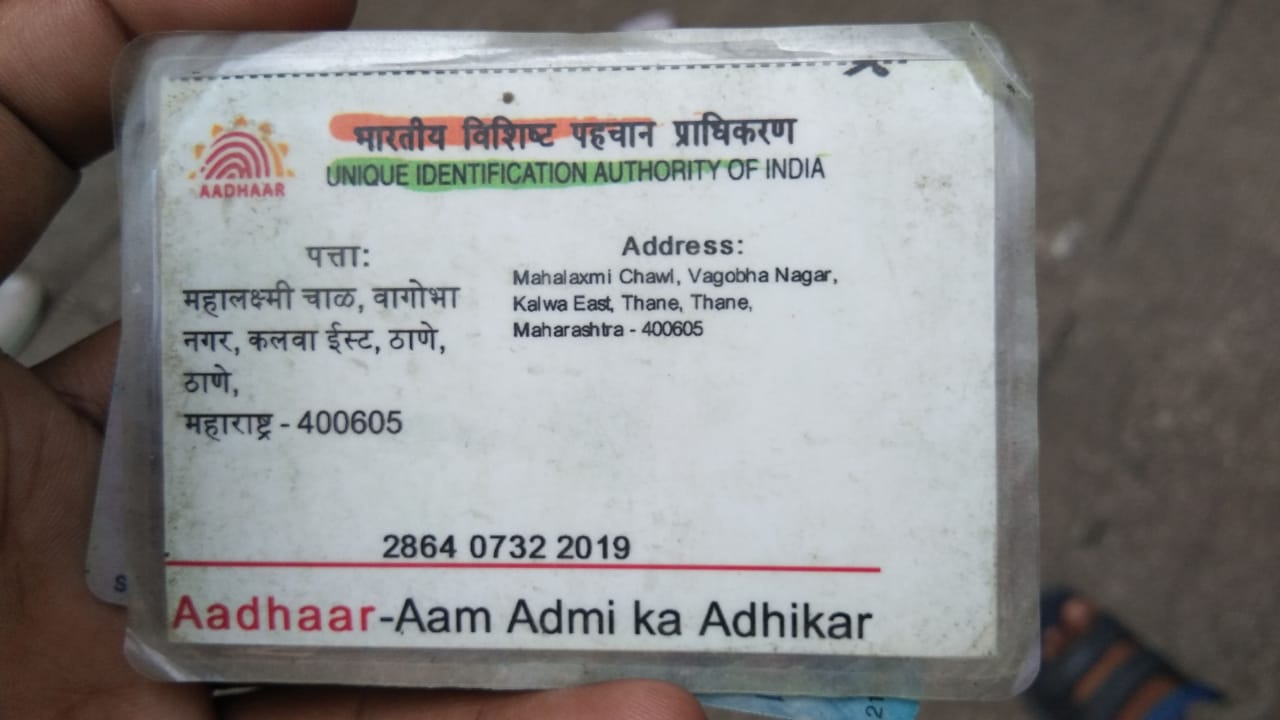 भारतीय विशिष्ट पहचान प्राधिकरण
UNIQUE IDENTIFICATION AUTHORITY OF INDIA
AADHAAR
पत्ता:
महालक्ष्मी चाळ, वागोभा
नगर, कलवा ईस्ट, ठाणे,
ठाणे,
महाराष्ट्र - 400605
Address:
Mahalaxmi Chawl, Vagobha Nagar,
Kalwa East, Thane, Thane,
Maharashtra - 400605
2864 0732 2019
Aadhaar-Aam Admi ka Adhikar